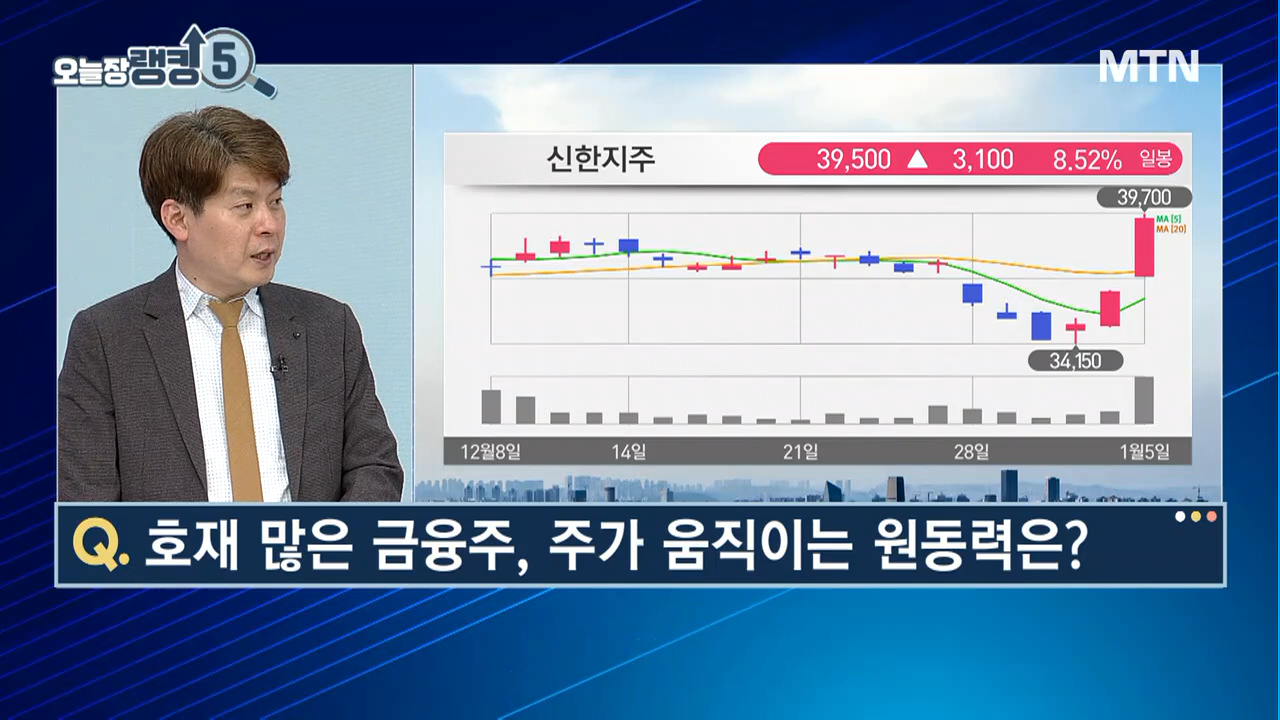 오늘장랭킹5
MTN
신한지주
39,500 ▲ 3,100 8.52% 일봉
39,700
MA [5]
MA [20]
34,150
12월8일 14일 21일 28일 1월5일
Q. 호재 많은 금융주, 주가 움직이는 원동력은?